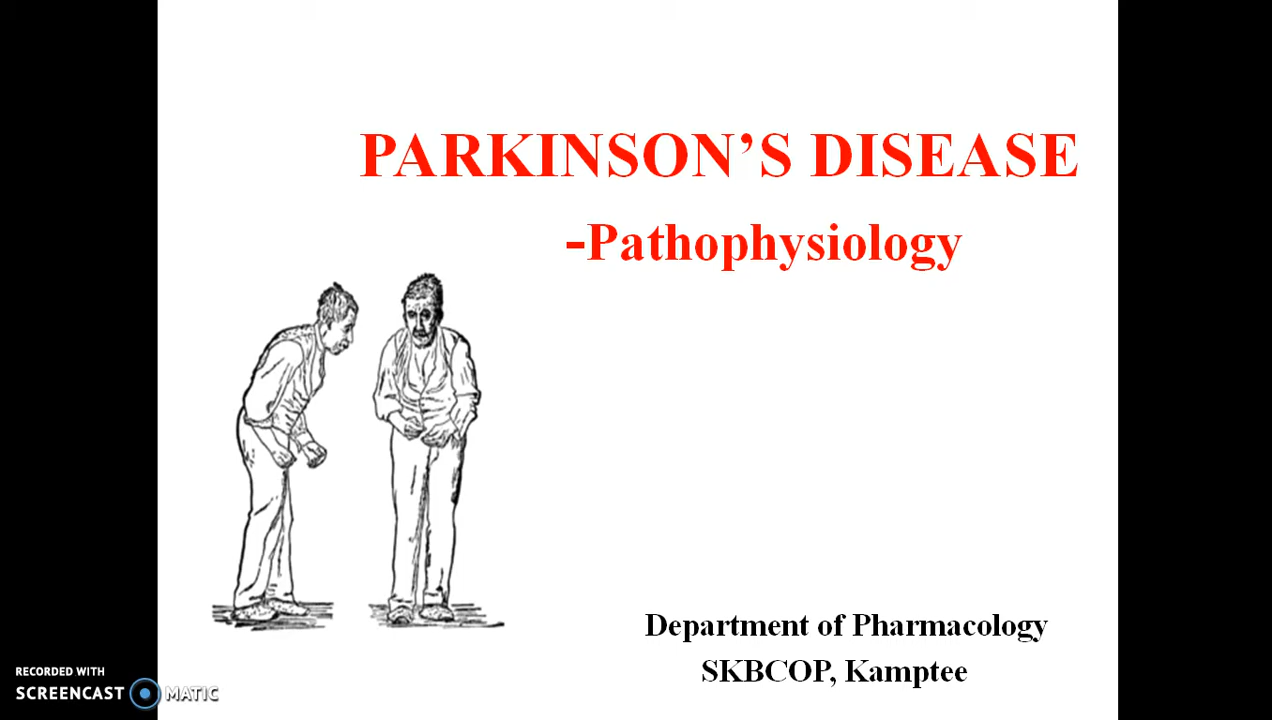 PARKINSON’S DISEASE
-Pathophysiology
Department of Pharmacology
SKBCOP, Kamptee
RECORDED WITH
SCREENCAST MATIC